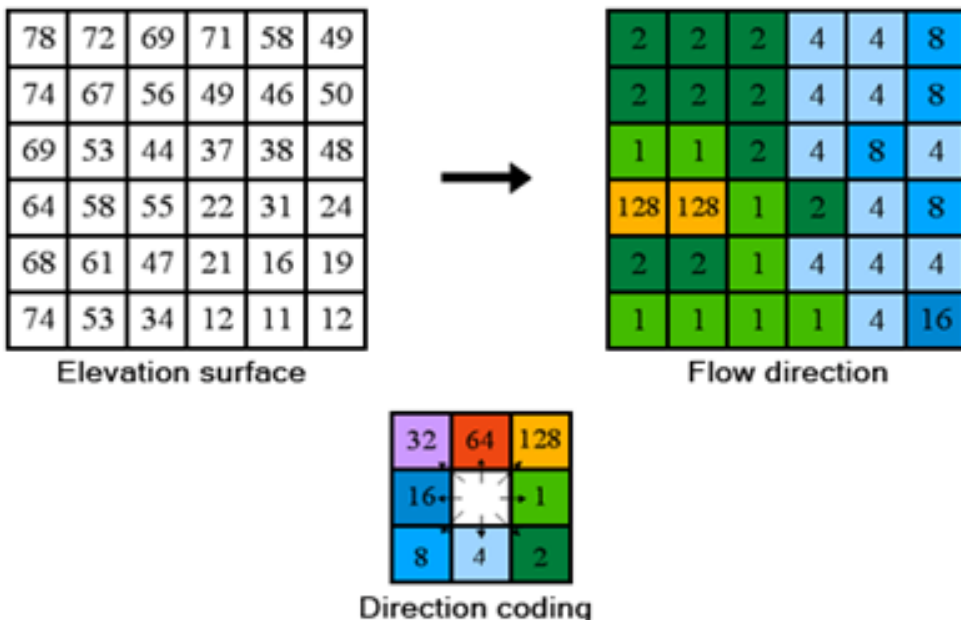 78 72 69 71 58 49 2 2 2 4 4 8
74 67 56 49 46 50 2 2 2 4 4 8
69 53 44 37 38 48 1 1 2 4 8 4
64 58 55 22 31 24 128 128 1 2 4 8
68 61 47 21 16 19 2 2 1 4 4 4
74 53 34 12 11 12 1 1 1 1 4 16
Elevation surface Flow direction
32 64 128
16 1
8 4 2
Direction coding